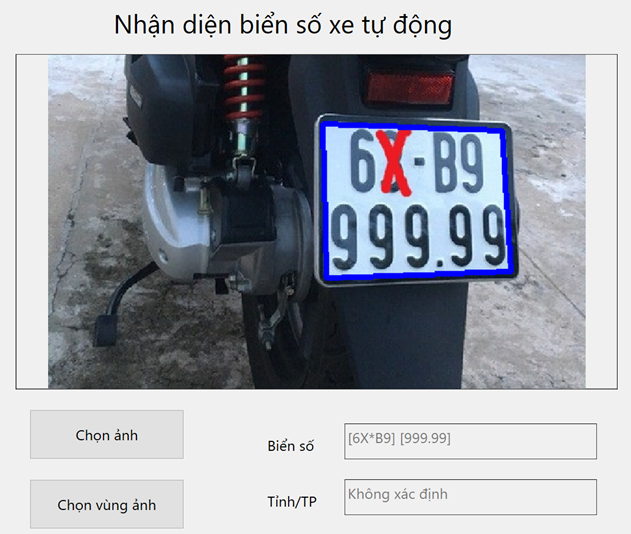 Nhận diện biển số xe tự động
6X-B9
999.99
Chọn ảnh
Biển số
[6X*B9] [999.99]
Chọn vùng ảnh
Tỉnh/TP
Không xác định